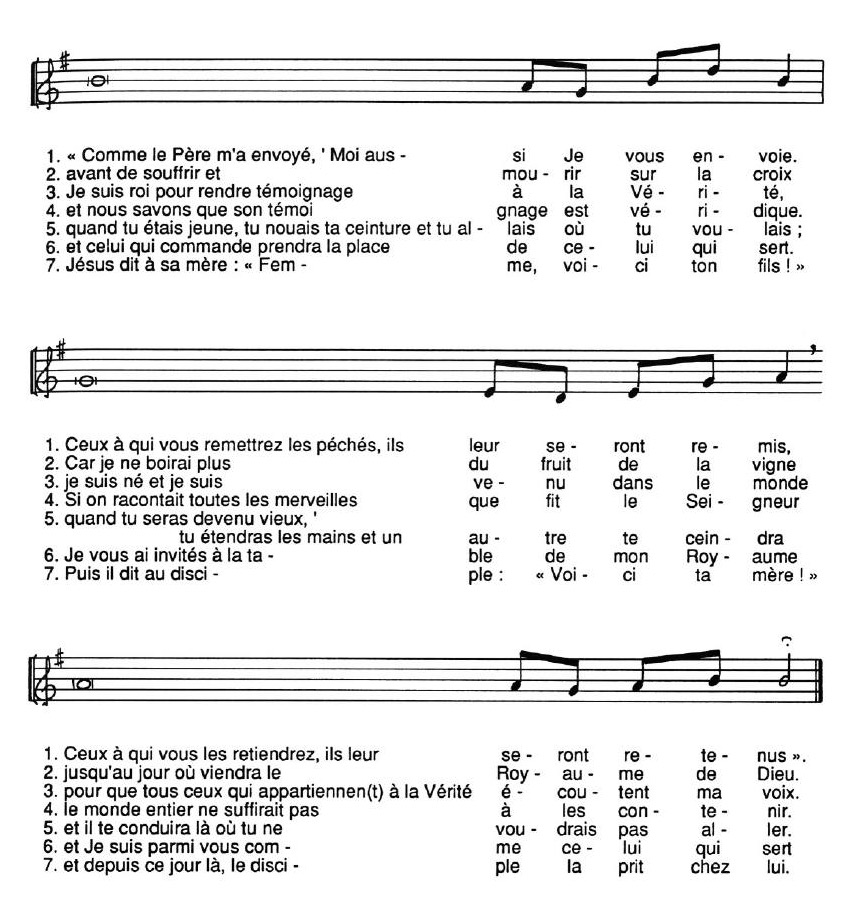 1. « Comme le Père m'a envoyé, ' Moi aus - si Je vous en - voie.
2. avant de souffrir et mou - rir sur la croix
3. Je suis roi pour rendre témoignage à la Vé - ri - té,
4. et nous savons que son témoi gnage est vé - ri - dique.
5. quand tu étais jeune, tu nouais ta ceinture et tu al - lais où tu vou - lais ;
6. et celui qui commande prendra la place de ce - lui qui sert.
7. Jésus dit à sa mère : « Fem - me, voi - ci ton fils ! »
1. Ceux à qui vous remettrez les péchés, ils leur se - ront re - mis,
2. Car je ne boirai plus du fruit de la vigne
3. je suis né et je suis ve - nu dans le monde
4. Si on racontait toutes les merveilles que fit le Sei - gneur
5. quand tu seras devenu vieux, '
tu étendras les mains et un au - tre te cein - dra
6. Je vous ai invités à la ta - ble de mon Roy - aume
7. Puis il dit au disci - ple : « Voi - ci ta mère ! »
1. Ceux à qui vous les retiendrez, ils leur se - ront re - te - nus ».
2. jusqu'au jour où viendra le Roy - au - me de Dieu.
3. pour que tous ceux qui appartiennen(t) à la Vérité é - cou - tent ma voix.
4. le monde entier ne suffirait pas à les con - te - nir.
5. et il te conduira là où tu ne vou - drais pas al - ler.
6. et Je suis parmi vous com - me ce - lui qui sert
7. et depuis ce jour là, le disci - ple la prit chez lui.